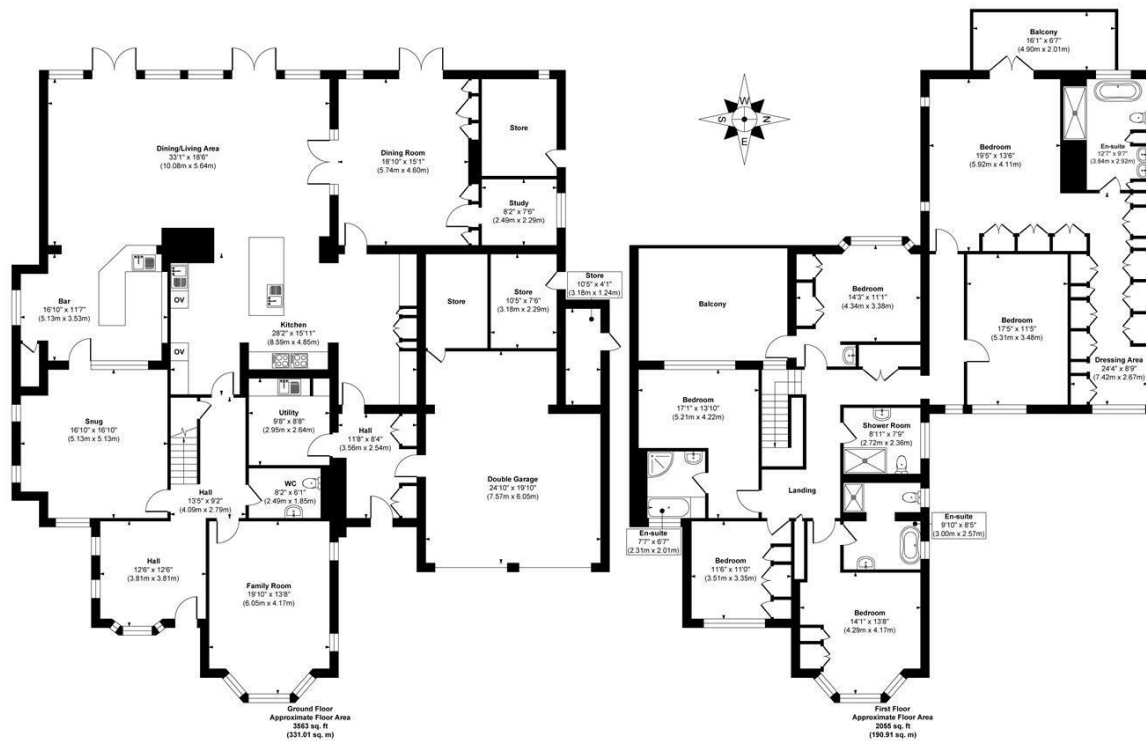 Dining/Living Area
33'1" x 18'6"
(10.08m x 5.64m)
Dining Room
18'10" x 15'1"
(5.74m x 4.60m)
Store
Study
8'2" x 7'6"
(2.49m x 2.29m)
Bar
16'10" x 11'7"
(5.13m x 3.53m)
OV
OV
Kitchen
28'2" x 15'11"
(8.59m x 4.85m)
Store
Store
10'5" x 7'6"
(3.18m x 2.29m)
Store
10'5" x 4'1"
(3.18m x 1.24m)
Snug
16'10" x 16'10"
(5.13m x 5.13m)
Utility
9'8" x 8'8"
(2.95m x 2.64m)
Hall
11'8" x 8'4"
(3.56m x 2.54m)
WC
8'2" x 6'1"
(2.49m x 1.85m)
Double Garage
24'10" x 19'10"
(7.57m x 6.05m)
Hall
13'5" x 9'2"
(4.09m x 2.79m)
Hall
12'6" x 12'6"
(3.81m x 3.81m)
Family Room
19'10" x 13'8"
(6.05m x 4.17m)
Ground Floor
Approximate Floor Area
3563 sq. ft
(331.01 sq. m)
W
S
N
E
Balcony
16'1" x 6'7"
(4.90m x 2.01m)
Bedroom
19'5" x 13'6"
(5.92m x 4.11m)
En-suite
12'7" x 9'7"
(3.84m x 2.92m)
Balcony
Bedroom
14'3" x 11'1"
(4.34m x 3.38m)
Bedroom
17'5" x 11'5"
(5.31m x 3.48m)
Dressing Area
24'4" x 8'9"
(7.42m x 2.67m)
Bedroom
17'1" x 13'10"
(5.21m x 4.22m)
Shower Room
8'11" x 7'9"
(2.72m x 2.36m)
Landing
En-suite
9'10" x 8'5"
(3.00m x 2.57m)
En-suite
7'7" x 6'7"
(2.31m x 2.01m)
Bedroom
11'6" x 11'0"
(3.51m x 3.35m)
Bedroom
14'1" x 13'8"
(4.29m x 4.17m)
First Floor
Approximate Floor Area
2055 sq. ft
(190.91 sq. m)